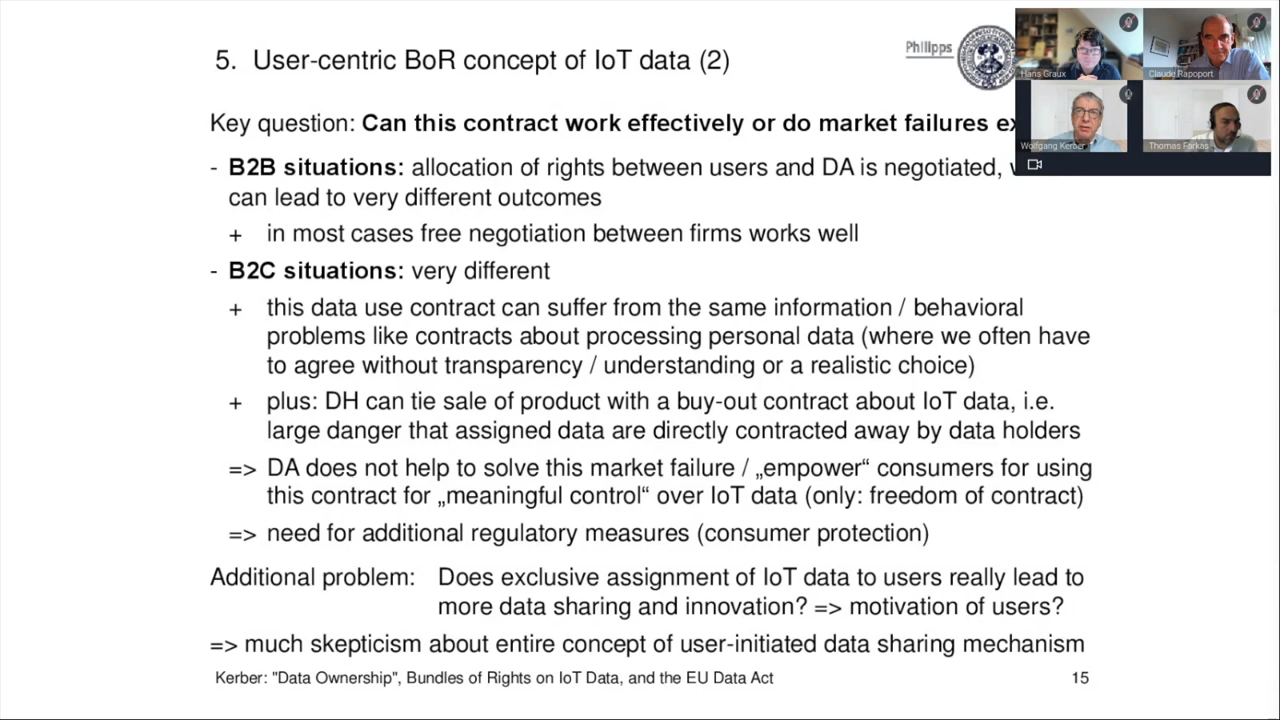 5. User-centric BoR concept of IoT data (2)
Philipps
Hans Graux
Claude Rapoport
Wolfgang Kerber
Thomas Farkas
Key question: Can this contract work effectively or do market failures
- B2B situations: allocation of rights between users and DA is negotiated,
can lead to very different outcomes
+ in most cases free negotiation between firms works well
- B2C situations: very different
+ this data use contract can suffer from the same information / behavioral
problems like contracts about processing personal data (where we often have
to agree without transparency / understanding or a realistic choice)
+ plus: DH can tie sale of product with a buy-out contract about IoT data, i.e.
large danger that assigned data are directly contracted away by data holders
=> DA does not help to solve this market failure / „empower“ consumers for using
this contract for „meaningful control“ over IoT data (only: freedom of contract)
=> need for additional regulatory measures (consumer protection)
Additional problem: Does exclusive assignment of IoT data to users really lead to
more data sharing and innovation? => motivation of users?
=> much skepticism about entire concept of user-initiated data sharing mechanism
Kerber: "Data Ownership", Bundles of Rights on IoT Data, and the EU Data Act
15